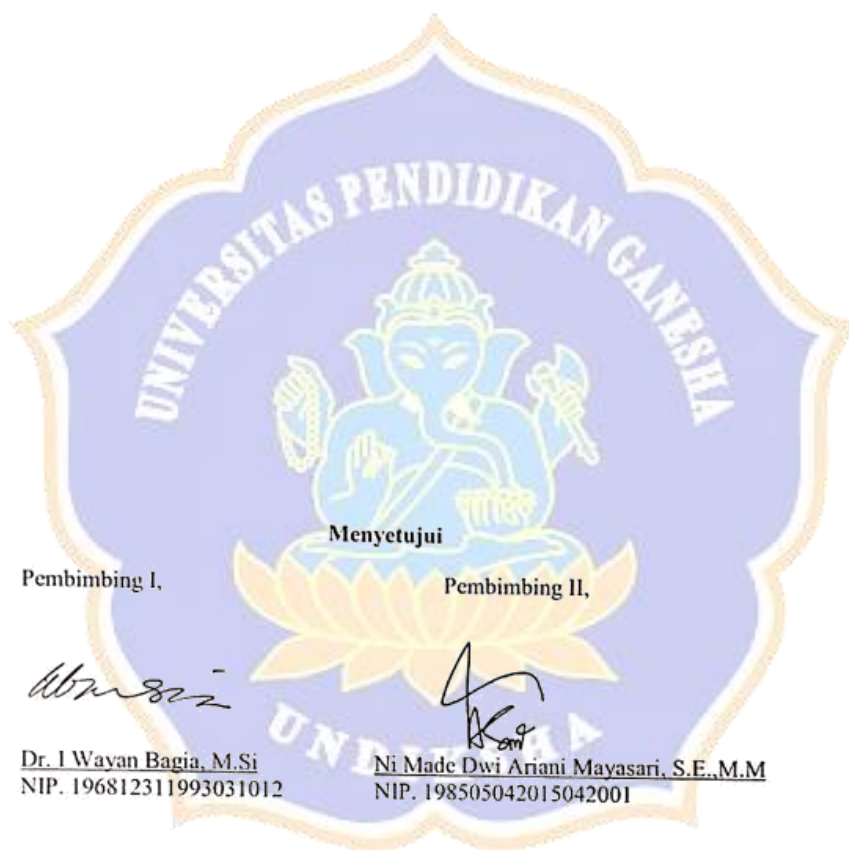 UNIVERSITAS PENDIDIKAN GANESHA
Menyetujui
Pembimbing I,
Pembimbing II,
UNDIKSHA
Dr. I Wayan Bagia, M.Si
NIP. 196812311993031012
Ni Made Dwi Ariani Mayasari, S.E.,M.M
NIP. 198505042015042001